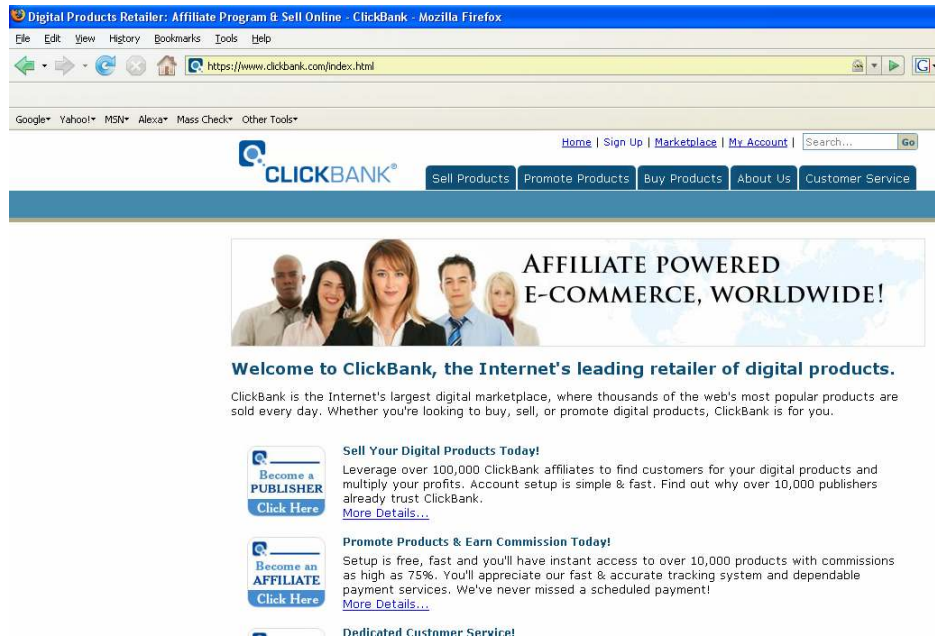 Digital Products Retailer: Affiliate Program & Sell Online - ClickBank - Mozilla Firefox
File Edit View History Bookmarks Tools Help
https://www.clickbank.com/index.html G
Google Yahoo! MSN Alexa Mass Check Other Tools
Home | Sign Up | Marketplace | My Account | Search... Go
CLICKBANK®
Sell Products Promote Products Buy Products About Us Customer Service
AFFILIATE POWERED
E-COMMERCE, WORLDWIDE!
Welcome to ClickBank, the Internet's leading retailer of digital products.
ClickBank is the Internet's largest digital marketplace, where thousands of the web's most popular products are
sold every day. Whether you're looking to buy, sell, or promote digital products, ClickBank is for you.
Become a
PUBLISHER
Click Here
Sell Your Digital Products Today!
Leverage over 100,000 ClickBank affiliates to find customers for your digital products and
multiply your profits. Account setup is simple & fast. Find out why over 10,000 publishers
already trust ClickBank.
More Details...
Become an
AFFILIATE
Click Here
Promote Products & Earn Commission Today!
Setup is free, fast and you'll have instant access to over 10,000 products with commissions
as high as 75%. You'll appreciate our fast & accurate tracking system and dependable
payment services. We've never missed a scheduled payment!
More Details...
Dedicated Customer Service!